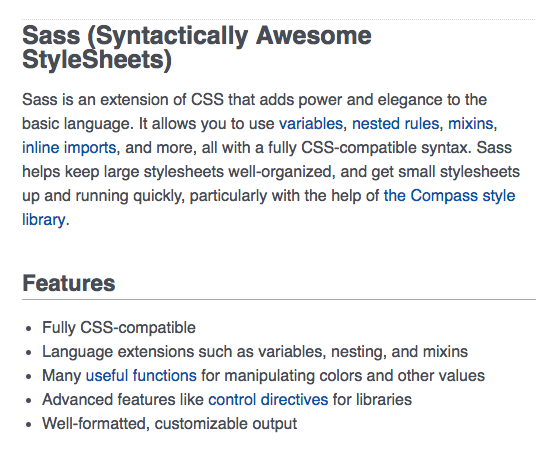 Sass (Syntactically Awesome
StyleSheets)
Sass is an extension of CSS that adds power and elegance to the
basic language. It allows you to use variables, nested rules, mixins,
inline imports, and more, all with a fully CSS-compatible syntax. Sass
helps keep large stylesheets well-organized, and get small stylesheets
up and running quickly, particularly with the help of the Compass style
library.
Features
• Fully CSS-compatible
• Language extensions such as variables, nesting, and mixins
• Many useful functions for manipulating colors and other values
• Advanced features like control directives for libraries
• Well-formatted, customizable output